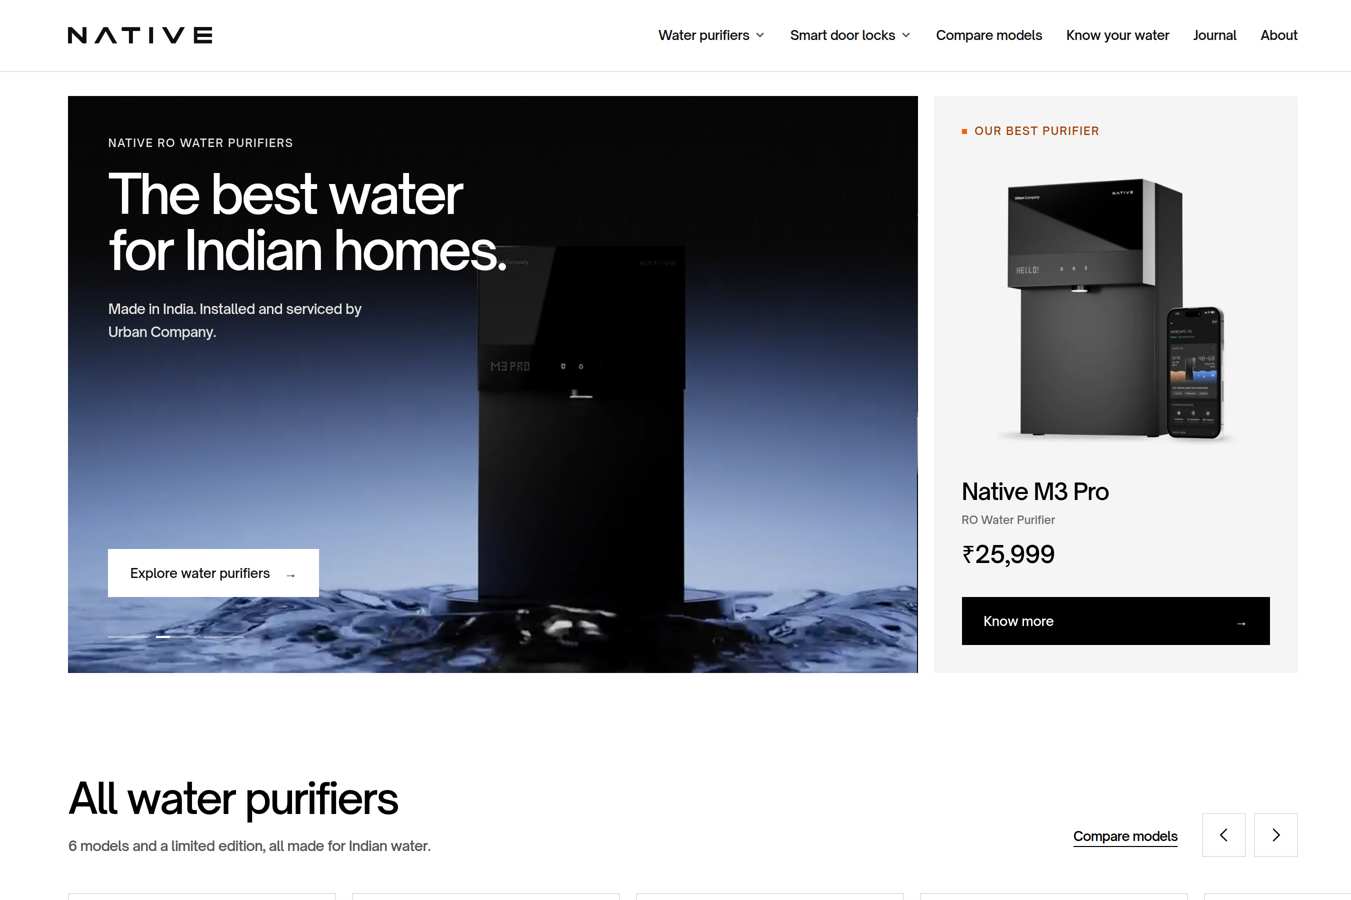 NATIVE
Water purifiers
Smart door locks
Compare models
Know your water
Journal
About
NATIVE RO WATER PURIFIERS
The best water
for Indian homes.
Made in India. Installed and serviced by
Urban Company.
M3 PRO
Explore water purifiers →
OUR BEST PURIFIER
Urban Company
NATIVE
HELLO!
Native M3 Pro
RO Water Purifier
₹25,999
Know more →
All water purifiers
6 models and a limited edition, all made for Indian water.
Compare models